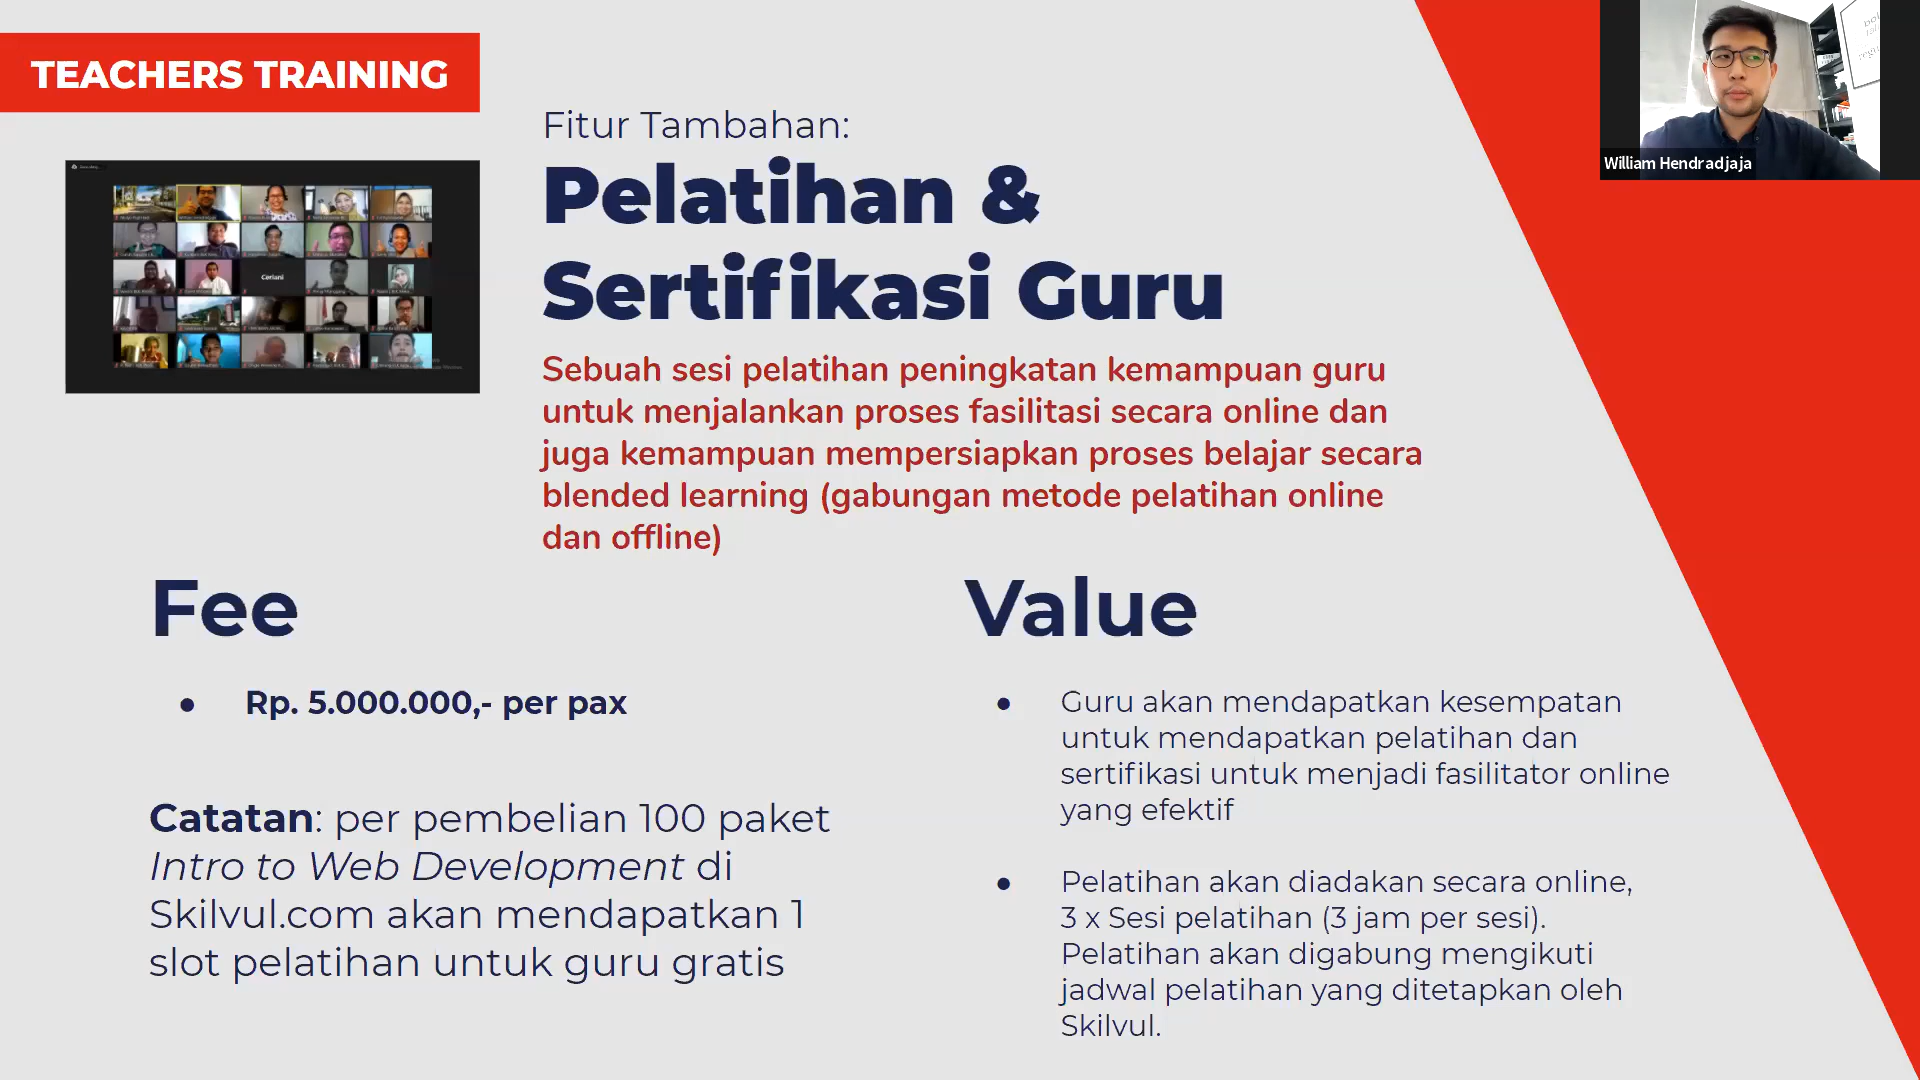 TEACHERS TRAINING
Coriani
Fitur Tambahan:
Pelatihan &
Sertifikasi Guru
Sebuah sesi pelatihan peningkatan kemampuan guru
untuk menjalankan proses fasilitasi secara online dan
juga kemampuan mempersiapkan proses belajar secara
blended learning (gabungan metode pelatihan online
dan offline)
William Hendradjaja
Fee
• Rp. 5.000.000,- per pax
Catatan: per pembelian 100 paket
Intro to Web Development di
Skilvul.com akan mendapatkan 1
slot pelatihan untuk guru gratis
Value
• Guru akan mendapatkan kesempatan
untuk mendapatkan pelatihan dan
sertifikasi untuk menjadi fasilitator online
yang efektif
• Pelatihan akan diadakan secara online,
3 x Sesi pelatihan (3 jam per sesi).
Pelatihan akan digabung mengikuti
jadwal pelatihan yang ditetapkan oleh
Skilvul.